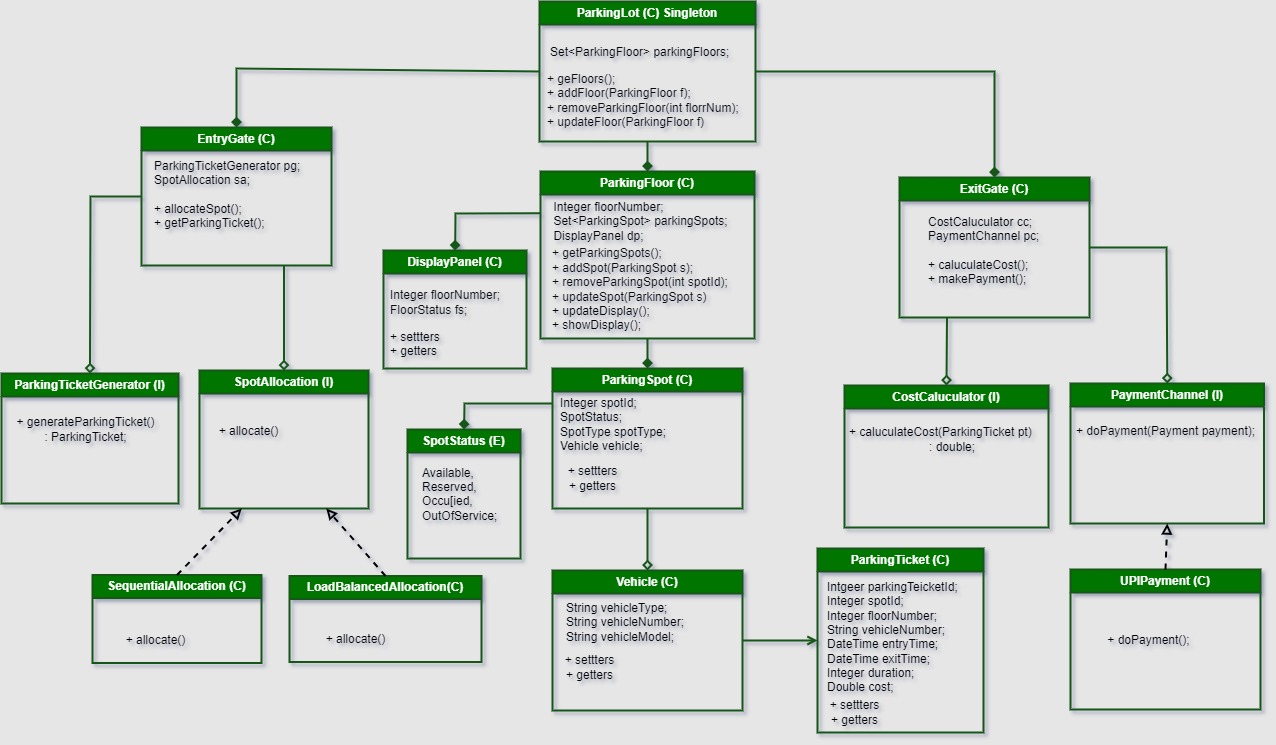 ParkingLot (C) Singleton
Set<ParkingFloor> parkingFloors;
+ geFloors();
+ addFloor(ParkingFloor f);
+ removeParkingFloor(int florrNum);
+ updateFloor(ParkingFloor f)
EntryGate (C)
ParkingTicketGenerator pg;
SpotAllocation sa;
+ allocateSpot();
+ getParkingTicket();
ParkingFloor (C)
Integer floorNumber;
Set<ParkingSpot> parkingSpots;
DisplayPanel dp;
+ getParkingSpots();
+ addSpot(ParkingSpot s);
+ removeParkingSpot(int spotId);
+ updateSpot(ParkingSpot s)
+ updateDisplay();
+ showDisplay();
ExitGate (C)
CostCaluculator cc;
PaymentChannel pc;
+ caluculateCost();
+ makePayment();
DisplayPanel (C)
Integer floorNumber;
FloorStatus fs;
+ settters
+ getters
ParkingTicketGenerator (I)
+ generateParkingTicket()
: ParkingTicket;
SpotAllocation (I)
+ allocate()
ParkingSpot (C)
Integer spotId;
SpotStatus;
SpotType spotType;
Vehicle vehicle;
+ settters
+ getters
CostCaluculator (I)
+ caluculateCost(ParkingTicket pt)
: double;
PaymentChannel (I)
+ doPayment(Payment payment);
SpotStatus (E)
Available,
Reserved,
Occu[ied,
OutOfService;
SequentialAllocation (C)
+ allocate()
LoadBalancedAllocation(C)
+ allocate()
Vehicle (C)
String vehicleType;
String vehicleNumber;
String vehicleModel;
+ settters
+ getters
ParkingTicket (C)
Intgeer parkingTeicketId;
Integer spotId;
Integer floorNumber;
String vehicleNumber;
DateTime entryTime;
DateTime exitTime;
Integer duration;
Double cost;
+ settters
+ getters
UPIPayment (C)
+ doPayment();